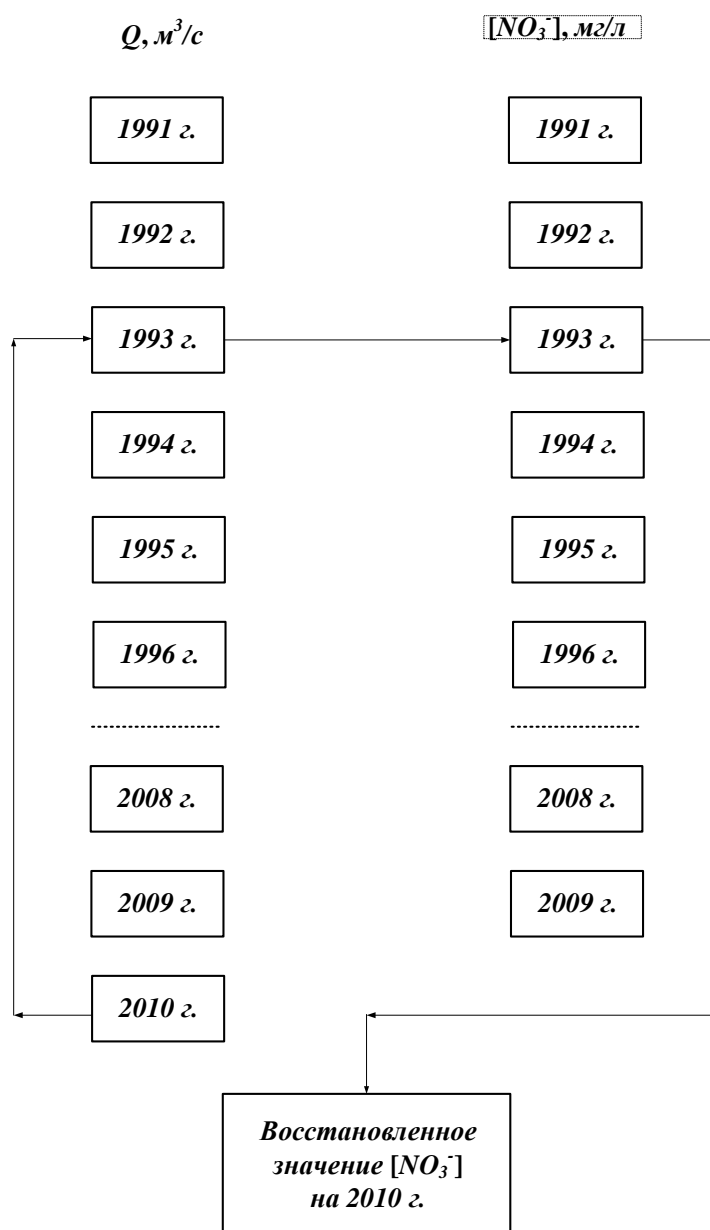 Q, м³/с [NO₃⁻], мг/л
1991 г. 1991 г.
1992 г. 1992 г.
1993 г. 1993 г.
1994 г. 1994 г.
1995 г. 1995 г.
1996 г. 1996 г.
2008 г. 2008 г.
2009 г. 2009 г.
2010 г.
Восстановленное
значение [NO₃⁻]
на 2010 г.